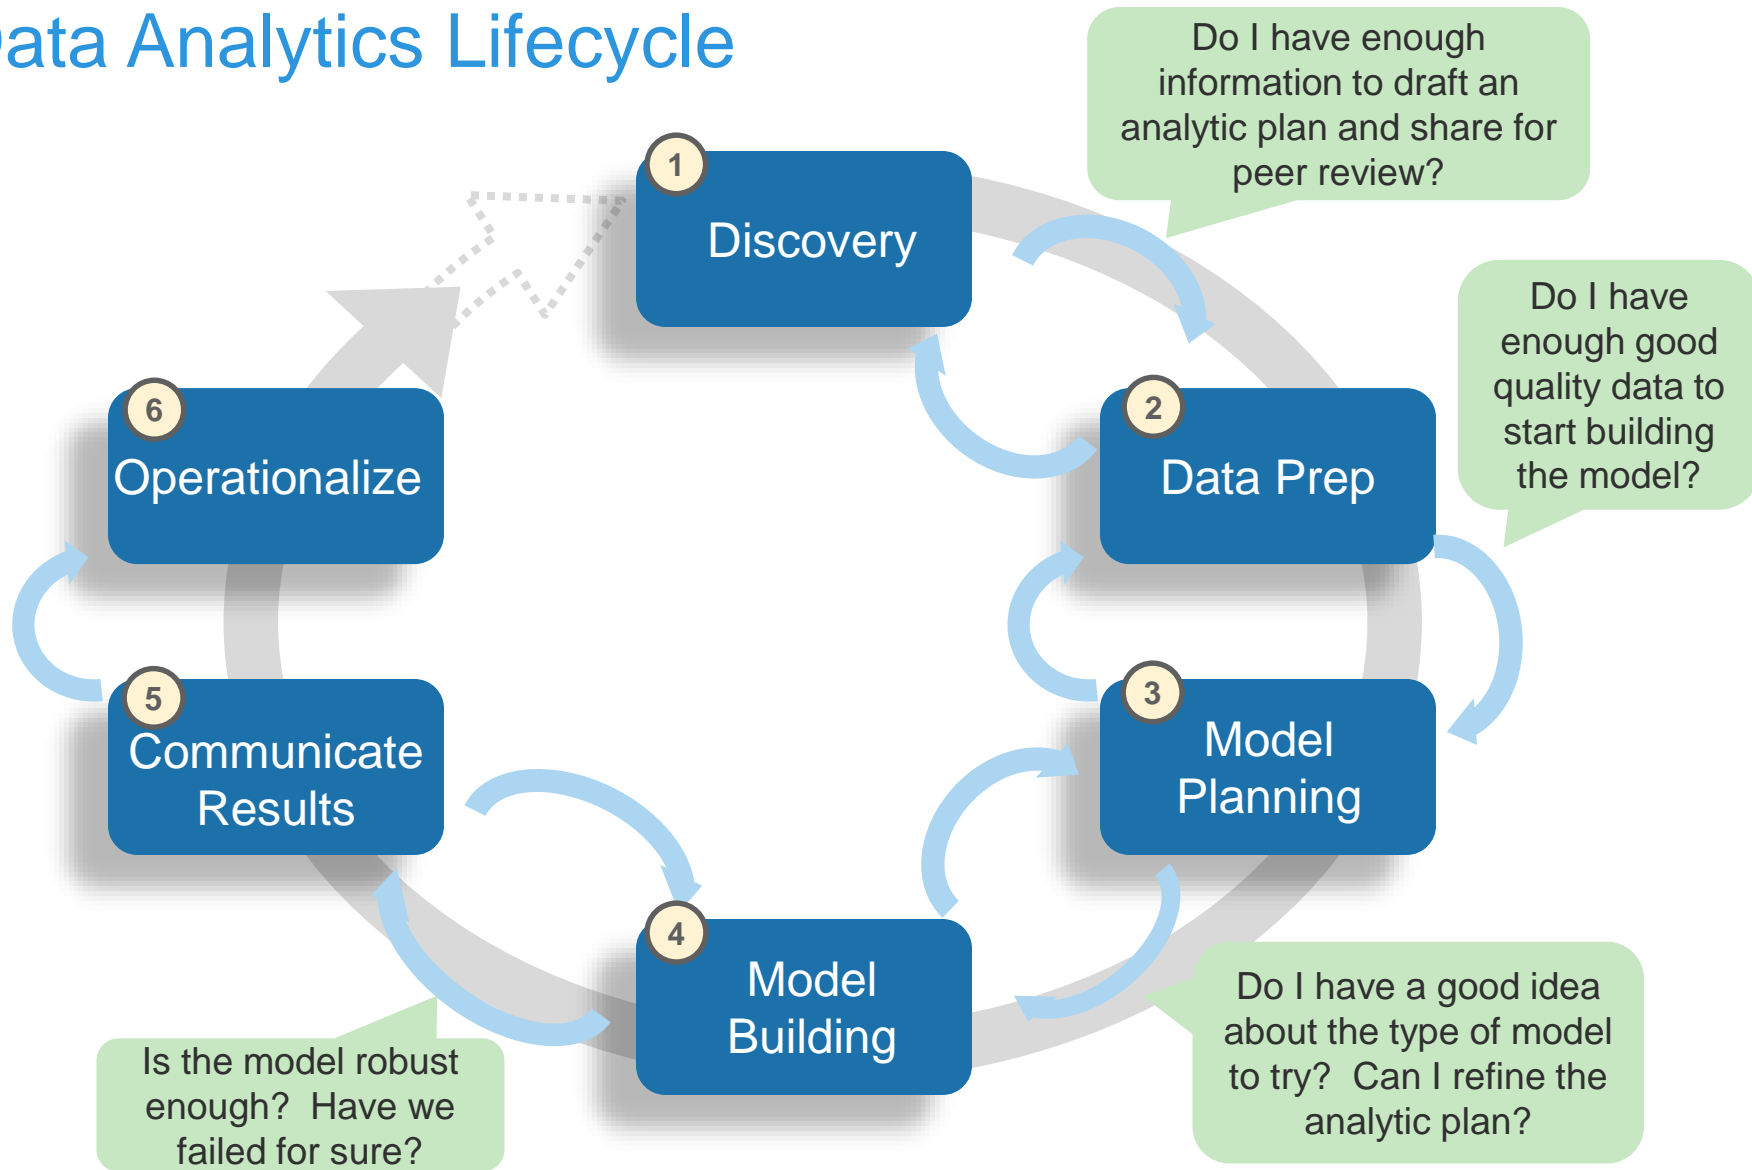 ata Analytics Lifecycle
Do I have enough
information to draft an
analytic plan and share for
peer review?
1
Discovery
Do I have
enough good
quality data to
start building
the model?
2
Data Prep
6
Operationalize
3
Model
Planning
5
Communicate
Results
4
Model
Building
Do I have a good idea
about the type of model
to try? Can I refine the
analytic plan?
Is the model robust
enough? Have we
failed for sure?